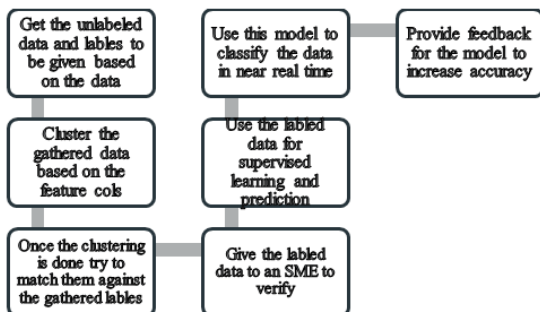 Get the unlabeled
data and lables to
be given based
on the data
Cluster the
gathered data
based on the
feature cols
Once the clustering
is done try to
match them against
the gathered lables
Give the labled
data to an SME to
verify
Use the labled
data for
supervised
learning and
prediction
Use this model to
classify the data
in near real time
Provide feedback
for the model to
increase accuracy